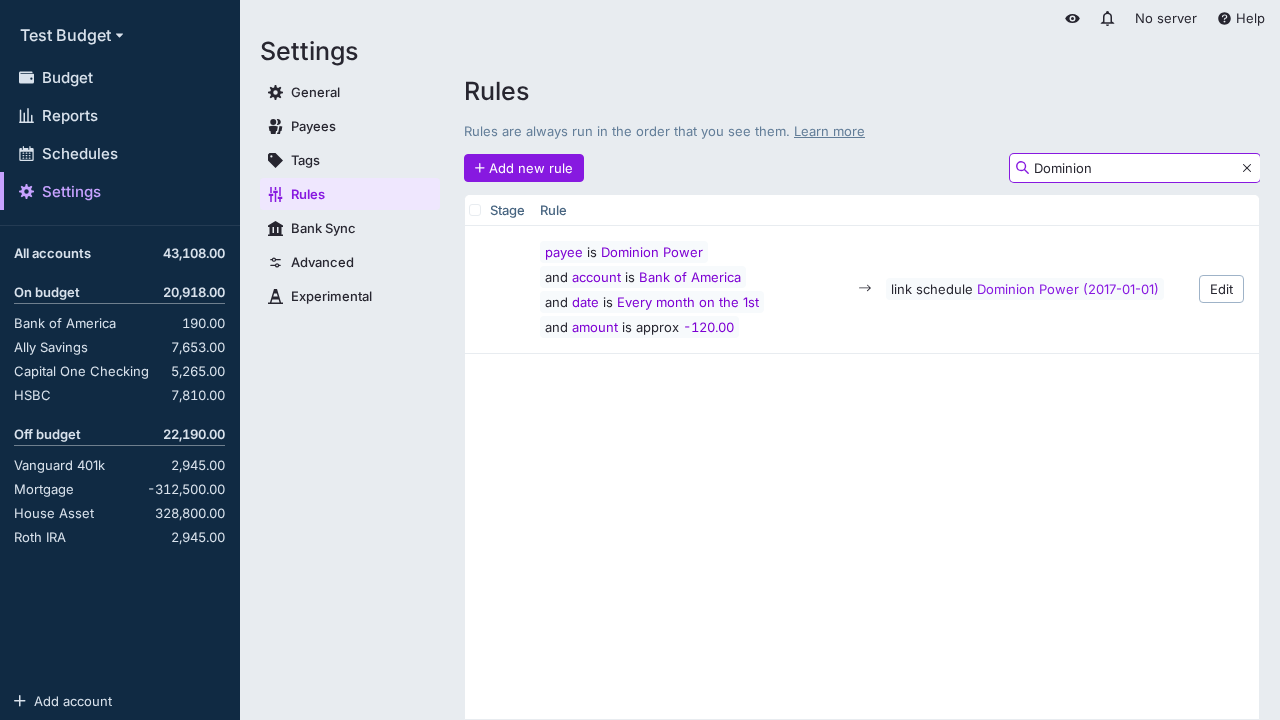 Test Budget
Budget
Reports
Schedules
Settings
All accounts 43,108.00
On budget 20,918.00
Bank of America 190.00
Ally Savings 7,653.00
Capital One Checking 5,265.00
HSBC 7,810.00
Off budget 22,190.00
Vanguard 401k 2,945.00
Mortgage -312,500.00
House Asset 328,800.00
Roth IRA 2,945.00
Add account
No server Help
Settings
General
Payees
Tags
Rules
Bank Sync
Advanced
Experimental
Rules
Rules are always run in the order that you see them. Learn more
Add new rule
Dominion
Stage Rule
payee is Dominion Power
and account is Bank of America
and date is Every month on the 1st
and amount is approx -120.00
→ link schedule Dominion Power (2017-01-01)
Edit